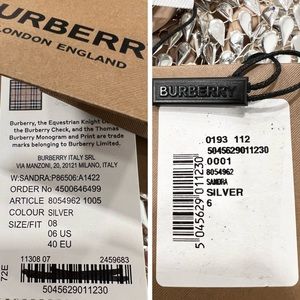 BURBERRY
LONDON ENGLAND
Burberry, the Equestrian Knight De
the Burberry Check, and the Thomas
Burberry Monogram and Print are trade
marks belonging to Burberry Limited.
BURBERRY ITALY SRL
VIA MANZONI, 20, 20121 MILANO, ITALY
W.SANDRA:P86506:A1422
ORDER No 4500646499
ARTICLE 8054962 1005
COLOUR SILVER
SIZE/FIT 08
06 US
40 EU
11308 07 2459683
72E
5045629011230
BURBERRY
0193 112
5045629011230
0001
8054962
SANDRA
SILVER
6
5 045629 011230